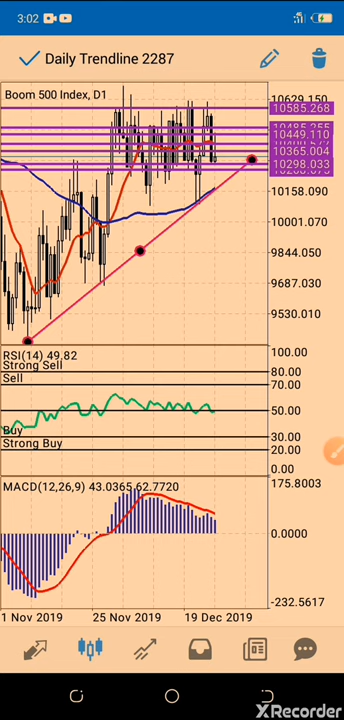 3:02
Daily Trendline 2287
Boom 500 Index, D1
10629.150
10585.268
10485.255
10449.110
10365.004
10298.033
10158.090
10001.070
9844.050
9687.030
9530.010
RSI(14) 49.82
100.00
Strong Sell
80.00
Sell
70.00
50.00
Buy
30.00
Strong Buy
20.00
0.00
MACD(12,26,9) 43.0365,62.7720
175.8003
0.0000
-232.5617
1 Nov 2019 25 Nov 2019 19 Dec 2019
XRecorder